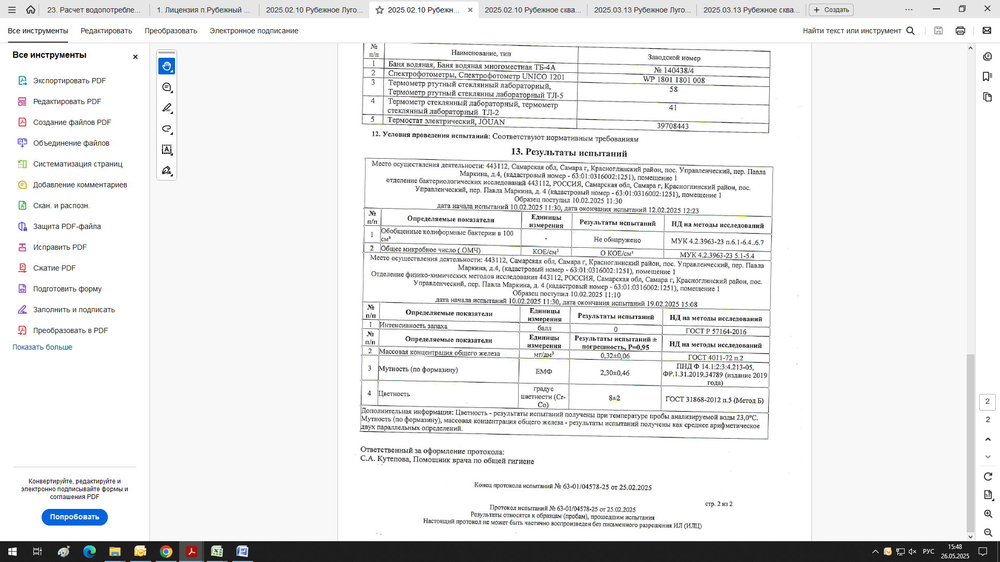 23. Расчет водопотребле...
1. Лицензия п.Рубежный ...
2025.02.10 Рубежное Луго...
2025.02.10 Рубежн...
2025.02.10 Рубежное сква...
2025.03.13 Рубежное Луго...
2025.03.13 Рубежное сква...
Создать
Все инструменты
Редактировать
Преобразовать
Электронное подписание
Найти текст или инструмент
Все инструменты
Экспортировать PDF
Редактировать PDF
Создание файлов PDF
Объединение файлов
Систематизация страниц
Добавление комментариев
Скан. и распозн.
Защита PDF-файла
Исправить PDF
Сжатие PDF
Подготовить форму
Заполнить и подписать
Преобразовать в PDF
Показать больше
Конвертируйте, редактируйте и
электронно подписывайте формы и
соглашения PDF
Попробовать
№ п/п Наименование, тип Заводской номер
1 Баня водяная, Баня водяная многоместная ТБ-4А № 140438/4
2 Спектрофотометры, Спектрофотометр UNICO 1201 WP 1801 1801 008
3 Термометр ртутный стеклянный лабораторный, 58
Термометр ртутный стеклянны лабораторный ТЛ-5
4 Термометр стеклянный лабораторный, термометр 41
стеклянный лабораторный ТЛ-2
5 Термостат электрический, JOUAN 39708443
12. Условия проведения испытаний: Соответствуют нормативным требованиям
13. Результаты испытаний
Место осуществления деятельности: 443112, Самарская обл, Самара г, Красноглинский район, пос. Управленческий, пер. Павла
Маркина, д.4, (кадастровый номер - 63:01:0316002:1251), помещение 1
отделение бактериологических исследований 443112, РОССИЯ, Самарская обл, Самара г, Красноглинский район, пос.
Управленческий, пер. Павла Маркина, д. 4 (кадастровый номер - 63:01:0316002:1251), помещение 1
Образец поступил 10.02.2025 11:30
дата начала испытаний 10.02.2025 11:30, дата окончания испытаний 12.02.2025 12:23
№ п/п Определяемые показатели Единицы измерения Результаты испытаний НД на методы исследований
1 Обобщенные колиформные бактерии в 100 см³ - Не обнаружено МУК 4.2.3963-23 п.6.1-6.4..6.7
2 Общее микробное число ( ОМЧ) КОЕ/см³ О КОЕ/см³ МУК 4.2.3963-23 5.1-5.4
Место осуществления деятельности: 443112, Самарская обл, Самара г, Красноглинский район, пос. Управленческий, пер. Павла
Маркина, д.4, (кадастровый номер - 63:01:0316002:1251), помещение 1
Отделение физико-химических методов исследования 443112, РОССИЯ, Самарская обл, Самара г, Красноглинский район, пос.
Управленческий, пер. Павла Маркина, д. 4 (кадастровый номер - 63:01:0316002:1251), помещение 1
Образец поступил 10.02.2025 11:10
дата начала испытаний 10.02.2025 11:30, дата окончания испытаний 19.02.2025 15:08
№ п/п Определяемые показатели Единицы измерения Результаты испытаний НД на методы исследований
1 Интенсивность запаха балл 0 ГОСТ Р 57164-2016
№ п/п Определяемые показатели Единицы измерения Результаты испытаний ± погрешность, Р=0,95 НД на методы исследований
2 Массовая концентрация общего железа мг/дм³ 0,32±0,06 ГОСТ 4011-72 п.2
3 Мутность (по формазину) ЕМФ 2,30±0,46 ПНД Ф 14.1:2:3:4.213-05, ФР.1.31.2019.34789 (издание 2019 года)
4 Цветность градус цветности (Cr-Co) 8±2 ГОСТ 31868-2012 п.5 (Метод Б)
Дополнительная информация: Цветность - результаты испытаний получены при температуре пробы анализируемой воды 23,0°С.
Мутность (по формазину), массовая концентрация общего железа - результаты испытаний получены как среднее арифметическое
двух параллельных определений.
Ответственный за оформление протокола:
С.А. Кутепова, Помощник врача по общей гигиене
Конец протокола испытаний № 63-01/04578-25 от 25.02.2025
стр. 2 из 2
Протокол испытаний № 63-01/04578-25 от 25.02.2025
Результаты относятся к образцам (пробам), прошедшим испытания
Настоящий протокол не может быть частично воспроизведен без письменного разрешения ИЛ (ИЛЦ)
2
2
РУС
15:48
26.05.2025